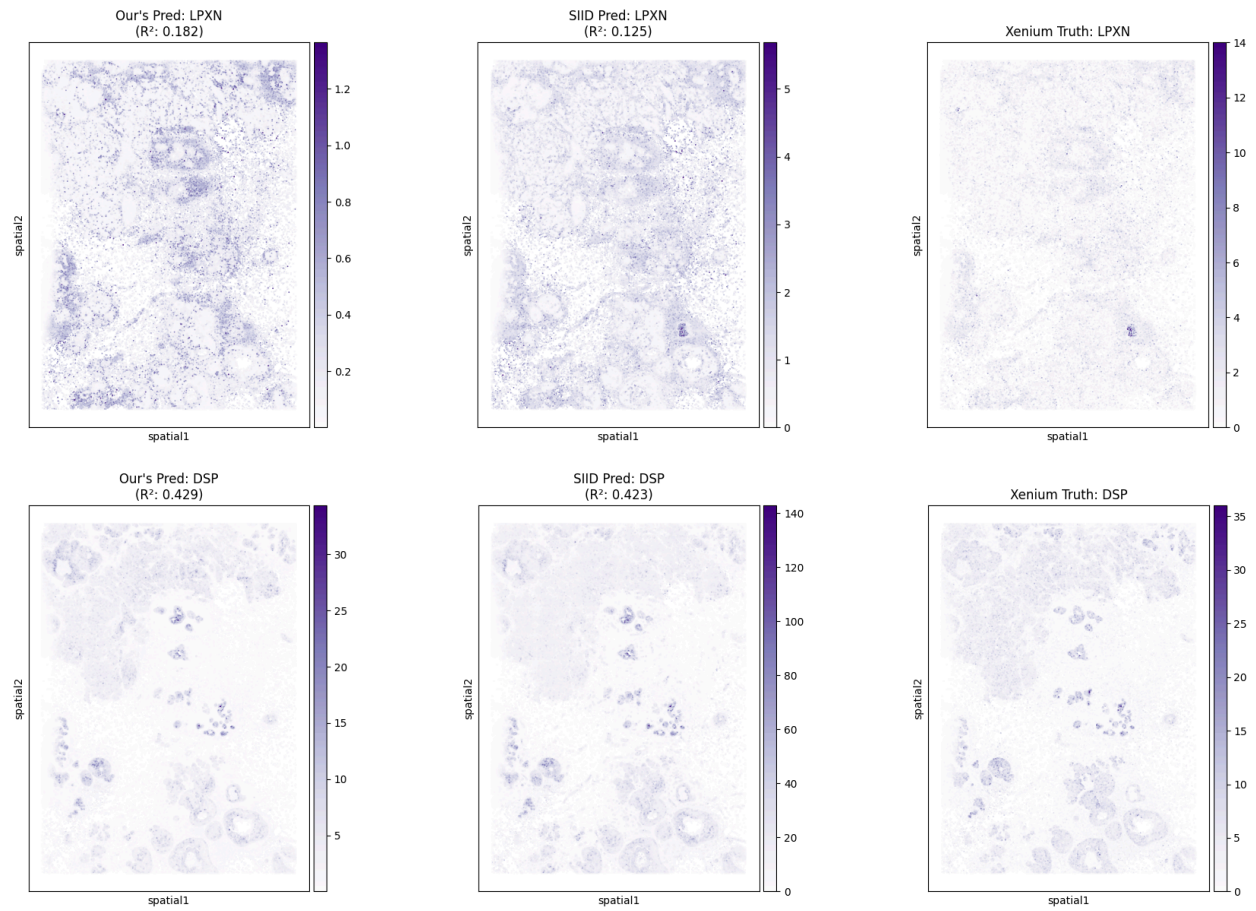 Our's Pred: LPXN
(R²: 0.182)
SIID Pred: LPXN
(R²: 0.125)
Xenium Truth: LPXN
spatial2
spatial1
1.2
1.0
0.8
0.6
0.4
0.2
spatial2
spatial1
5
4
3
2
1
0
spatial2
spatial1
14
12
10
8
6
4
2
0
Our's Pred: DSP
(R²: 0.429)
SIID Pred: DSP
(R²: 0.423)
Xenium Truth: DSP
spatial2
spatial1
30
25
20
15
10
5
spatial2
spatial1
140
120
100
80
60
40
20
0
spatial2
spatial1
35
30
25
20
15
10
5
0